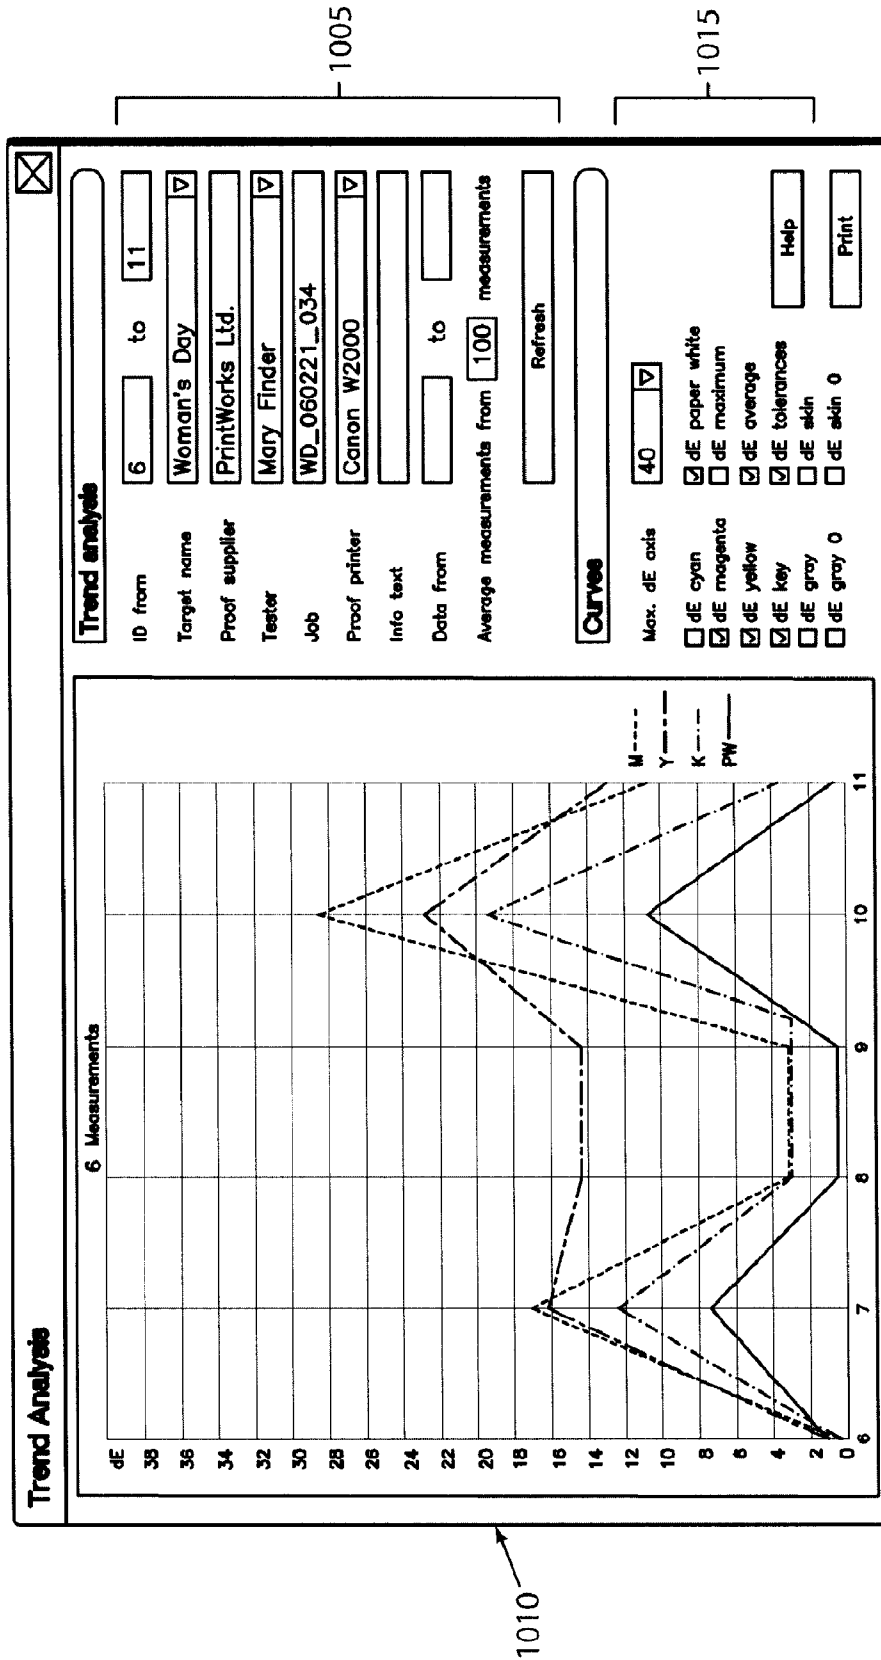 Trend Analysis
6 Measurements
dE
38
36
34
32
30
28
26
24
22
20
18
16
14
12
10
8
6
4
2
0
6 7 8 9 10 11
M
Y
K
PW
Trend analysis
ID from 6 to 11
Target name Woman's Day
Proof supplier PrintWorks Ltd.
Tester Mary Finder
Job WD_060221_034
Proof printer Canon W2000
Info text
Data from to
Average measurements from 100 measurements
Refresh
Curves
Max. dE axis 40
dE cyan dE paper white
dE magenta dE maximum
dE yellow dE average
dE key dE tolerances
dE gray dE skin
dE gray 0 dE skin 0
Help
Print
1005
1010
1015